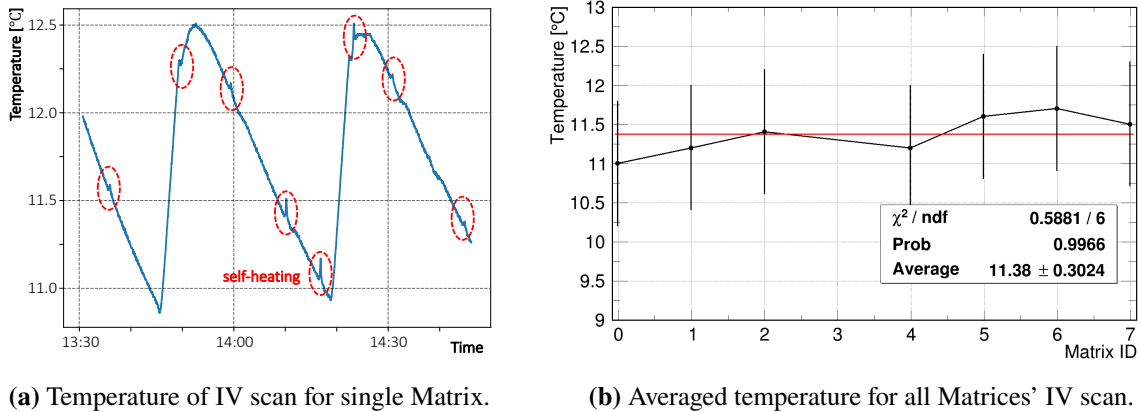 Temperature [°C]
12.5
12.0
11.5
11.0
self-heating
13:30
14:00
14:30
Time
Temperature [°C]
13
12.5
12
11.5
11
10.5
10
9.5
9
χ² / ndf 0.5881 / 6
Prob 0.9966
Average 11.38 ± 0.3024
0 1 2 3 4 5 6 7
Matrix ID
(a) Temperature of IV scan for single Matrix.
(b) Averaged temperature for all Matrices' IV scan.